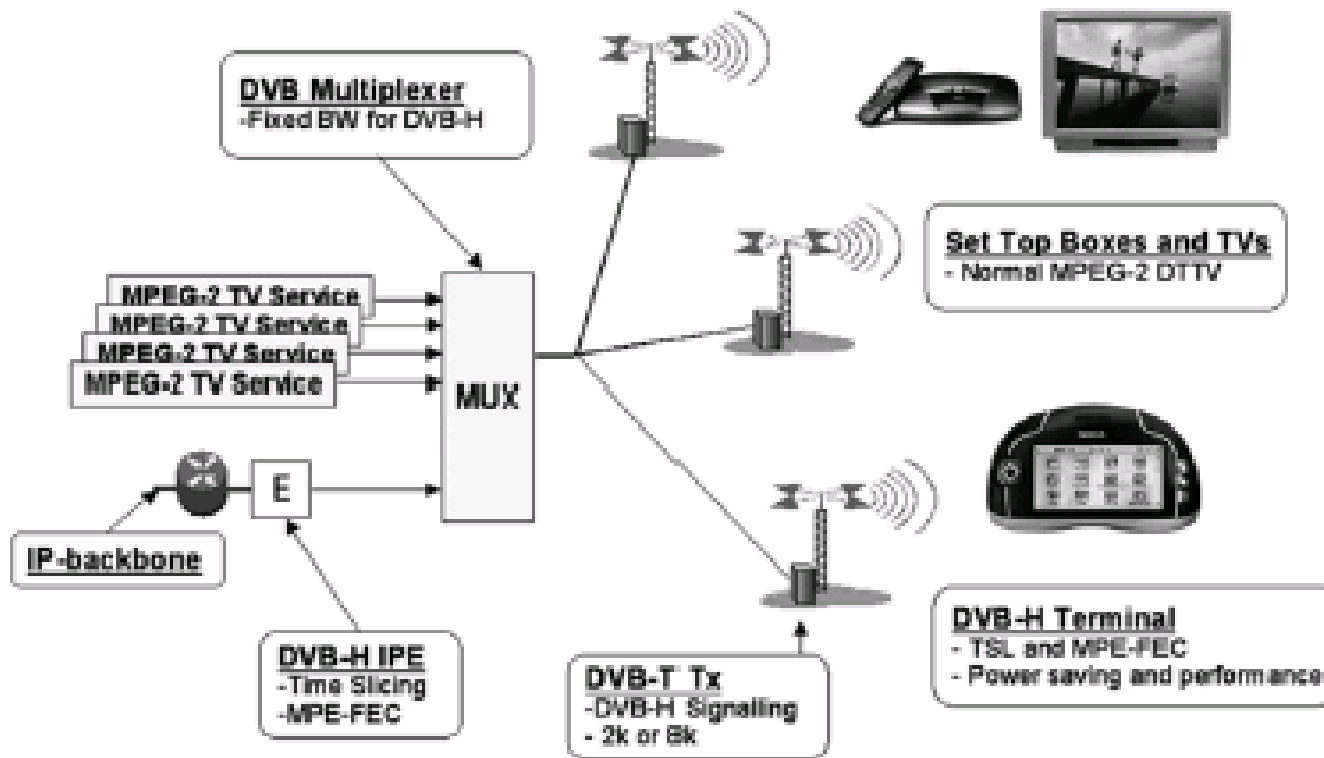 DVB Multiplexer
-Fixed BW for DVB-H
Set Top Boxes and TVs
- Normal MPEG-2 DTTV
MPEG-2 TV Service
MPEG-2 TV Service
MPEG-2 TV Service
MPEG-2 TV Service
MUX
E
IP-backbone
DVB-H IPE
-Time Slicing
-MPE-FEC
DVB-T Tx
-DVB-H Signalling
- 2k or 8k
DVB-H Terminal
- TSL and MPE-FEC
- Power saving and performance